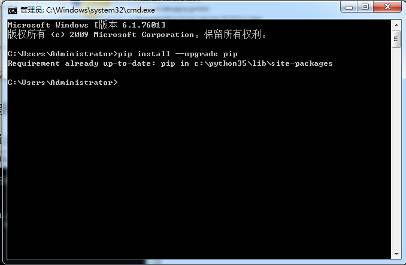 管理员: C:\Windows\system32\cmd.exe
Microsoft Windows [版本 6.1.7601]
版权所有 (c) 2009 Microsoft Corporation。保留所有权利。
C:\Users\Administrator>pip install --upgrade pip
Requirement already up-to-date: pip in c:\python35\lib\site-packages
C:\Users\Administrator>